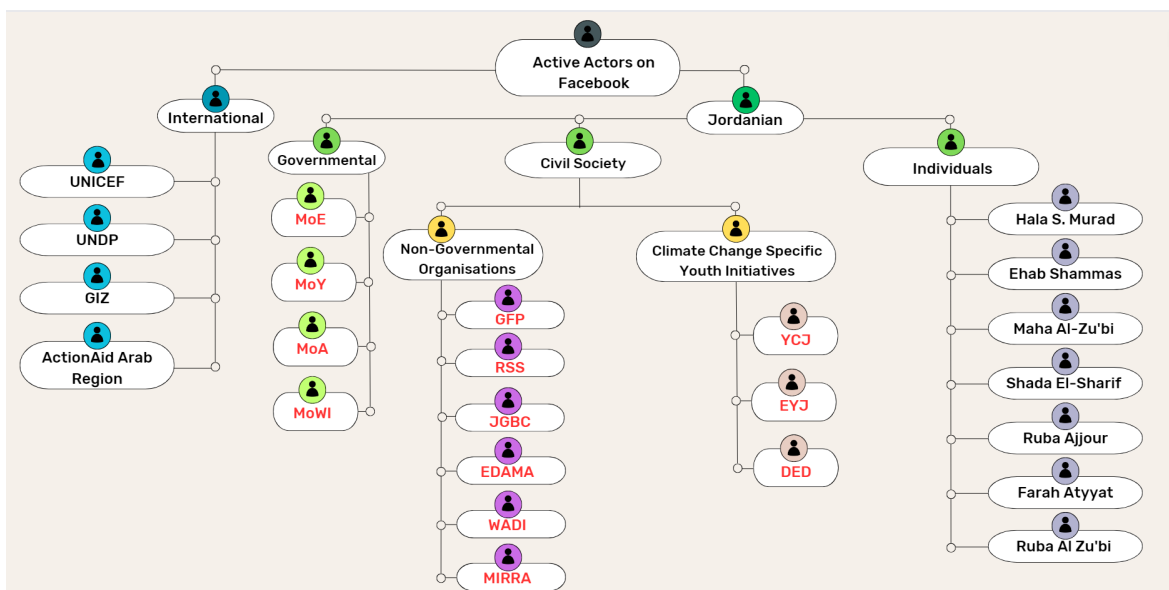 Active Actors on
Facebook
International
Jordanian
Governmental
Civil Society
Individuals
UNICEF
UNDP
GIZ
ActionAid Arab
Region
MoE
MoY
MoA
MoWI
Non-Governmental
Organisations
GFP
RSS
JGBC
EDAMA
WADI
MIRRA
Climate Change Specific
Youth Initiatives
YCJ
EYJ
DED
Hala S. Murad
Ehab Shammas
Maha Al-Zu'bi
Shada El-Sharif
Ruba Ajjour
Farah Atyyat
Ruba Al Zu'bi